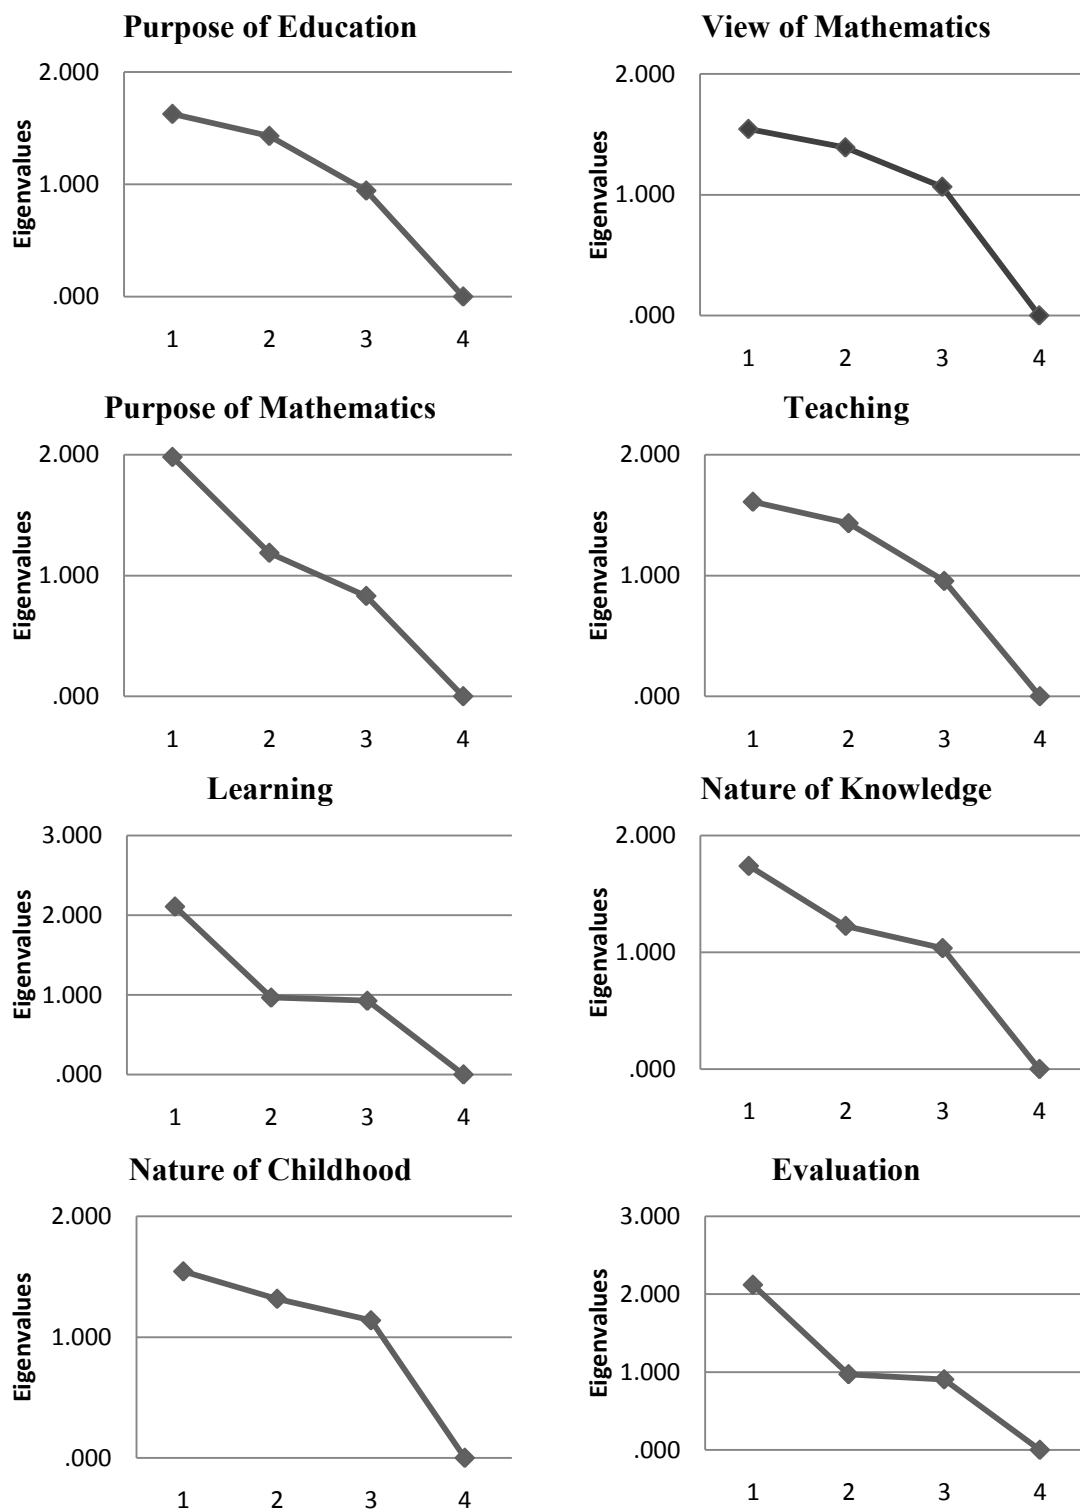 Purpose of Education
2.000
1.000
.000
Eigenvalues
1 2 3 4
View of Mathematics
2.000
1.000
.000
Eigenvalues
1 2 3 4
Purpose of Mathematics
2.000
1.000
.000
Eigenvalues
1 2 3 4
Teaching
2.000
1.000
.000
Eigenvalues
1 2 3 4
Learning
3.000
2.000
1.000
.000
Eigenvalues
1 2 3 4
Nature of Knowledge
2.000
1.000
.000
Eigenvalues
1 2 3 4
Nature of Childhood
2.000
1.000
.000
Eigenvalues
1 2 3 4
Evaluation
3.000
2.000
1.000
.000
Eigenvalues
1 2 3 4